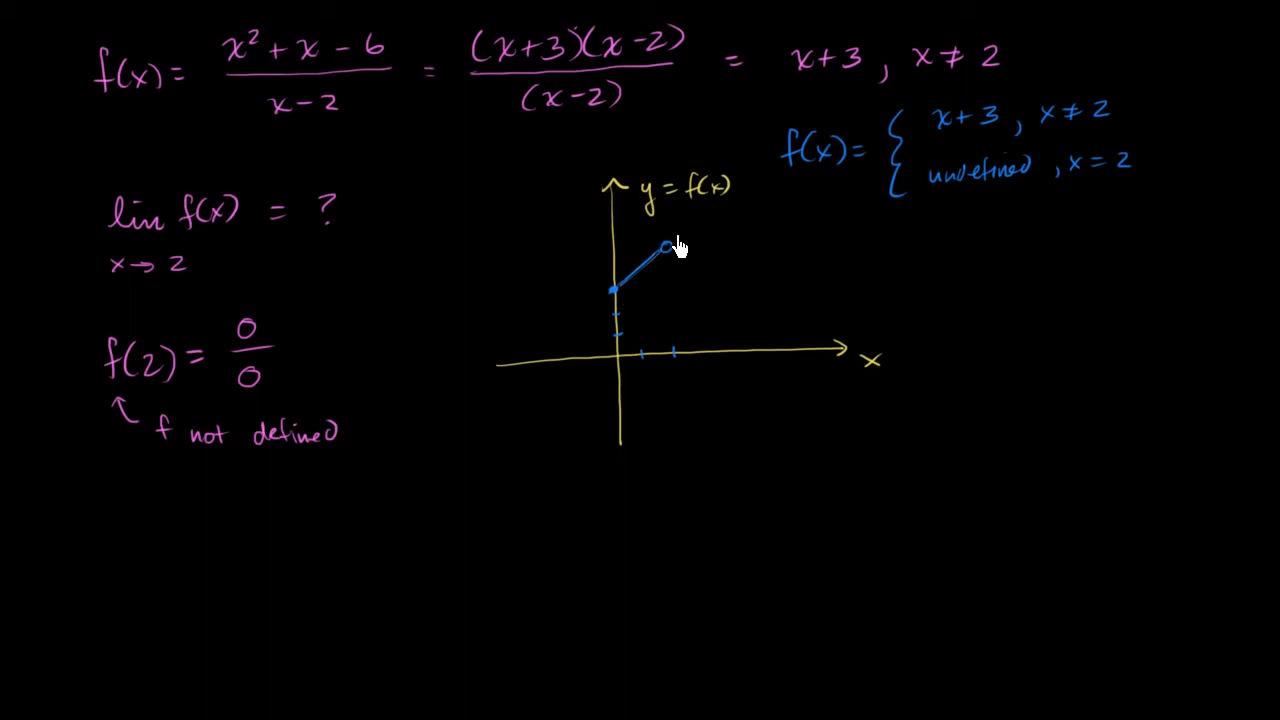 f(x) = x² + x − 6 / x − 2 = (x+3)(x−2) / (x−2) = x+3 , x ≠ 2
f(x) = { x+3 , x ≠ 2
undefined , x = 2
lim f(x) = ?
x → 2
f(2) = 0 / 0
f not defined
y = f(x)
x